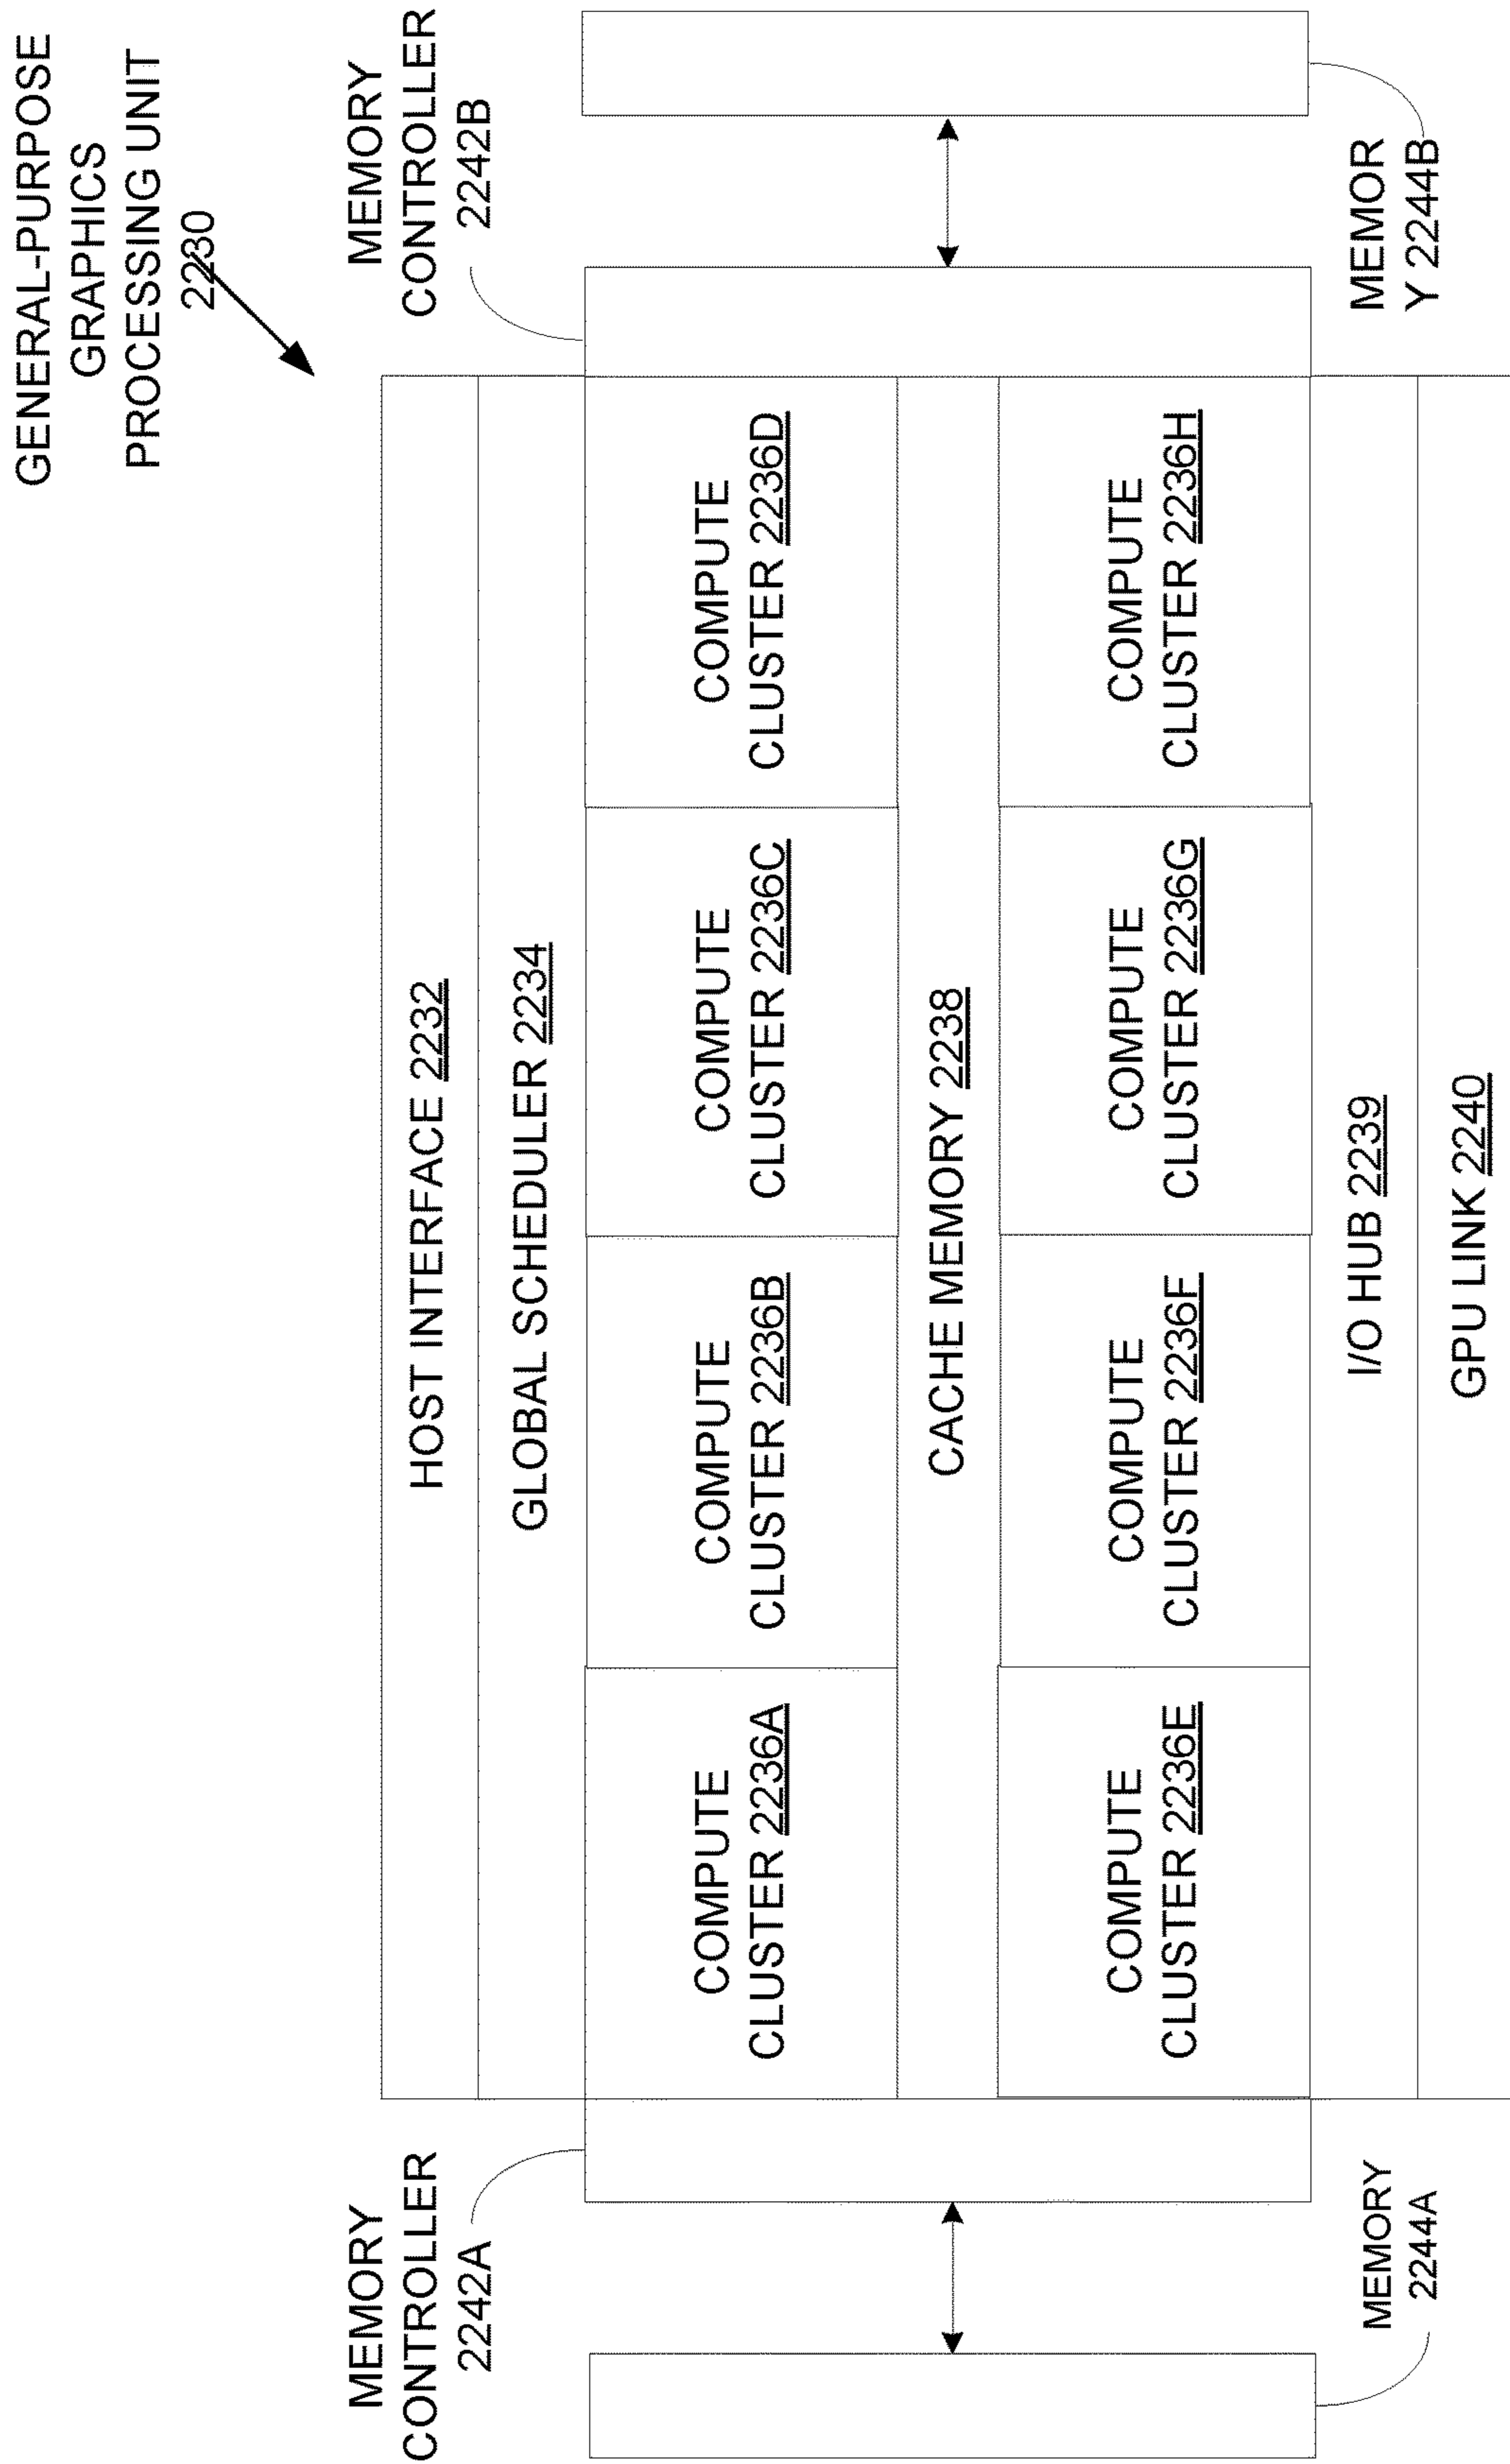 GENERAL-PURPOSE
GRAPHICS
PROCESSING UNIT
2230
MEMORY
CONTROLLER
2242A
MEMORY
CONTROLLER
2242B
HOST INTERFACE 2232
GLOBAL SCHEDULER 2234
COMPUTE
CLUSTER 2236A
COMPUTE
CLUSTER 2236B
COMPUTE
CLUSTER 2236C
COMPUTE
CLUSTER 2236D
CACHE MEMORY 2238
COMPUTE
CLUSTER 2236E
COMPUTE
CLUSTER 2236F
COMPUTE
CLUSTER 2236G
COMPUTE
CLUSTER 2236H
I/O HUB 2239
GPU LINK 2240
MEMORY
2244A
MEMOR
Y 2244B